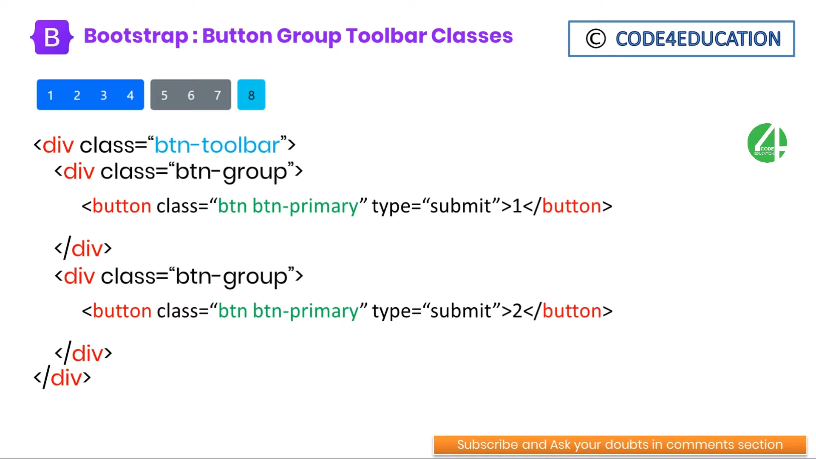 B Bootstrap : Button Group Toolbar Classes
© CODE4EDUCATION
1 2 3 4 5 6 7 8
4 CODE EDUCATION
<div class=“btn-toolbar”>
<div class=“btn-group”>
<button class=“btn btn-primary” type=“submit”>1</button>
</div>
<div class=“btn-group”>
<button class=“btn btn-primary” type=“submit”>2</button>
</div>
</div>
Subscribe and Ask your doubts in comments section